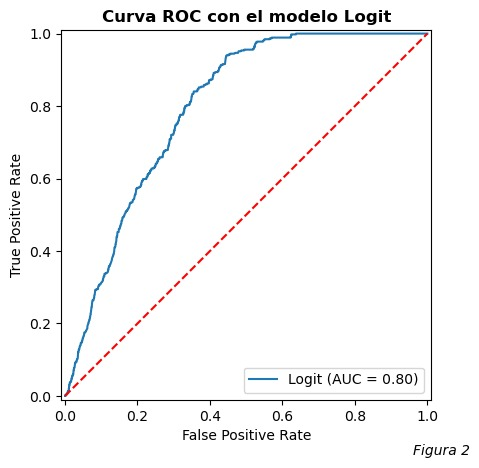 Curva ROC con el modelo Logit
1.0
0.8
0.6
0.4
0.2
0.0
True Positive Rate
Logit (AUC = 0.80)
0.0 0.2 0.4 0.6 0.8 1.0
False Positive Rate
Figura 2